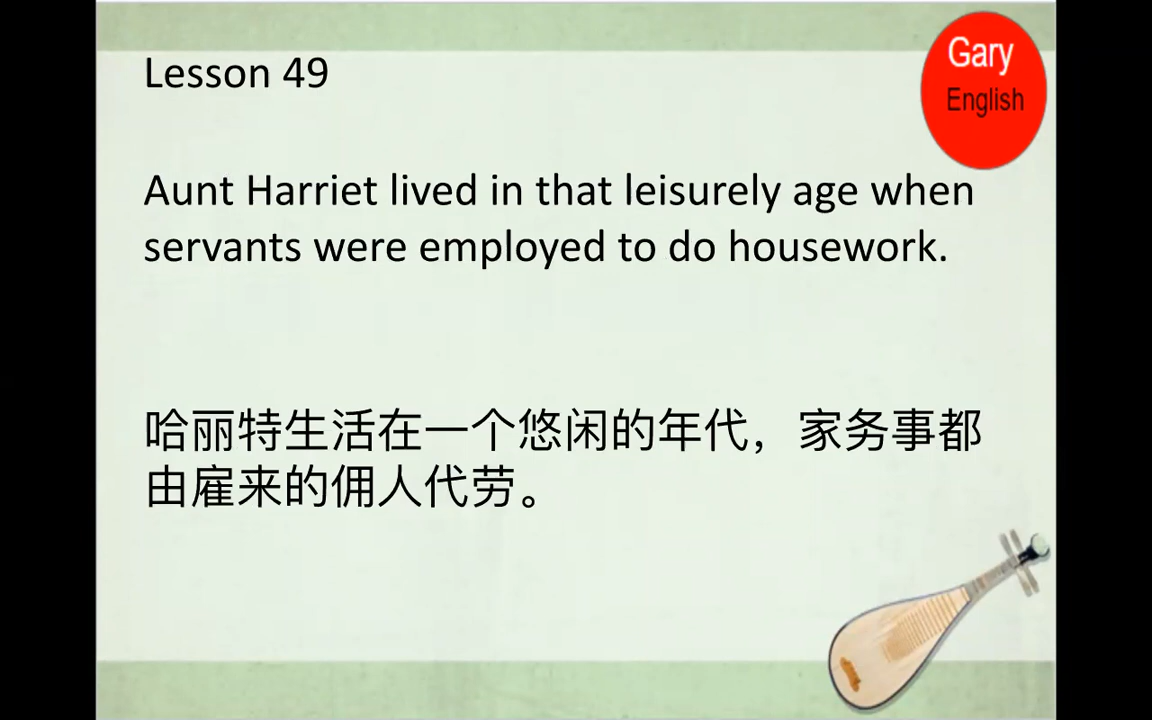 Gary
English
Lesson 49
Aunt Harriet lived in that leisurely age when
servants were employed to do housework.
哈丽特生活在一个悠闲的年代，家务事都
由雇来的佣人代劳。